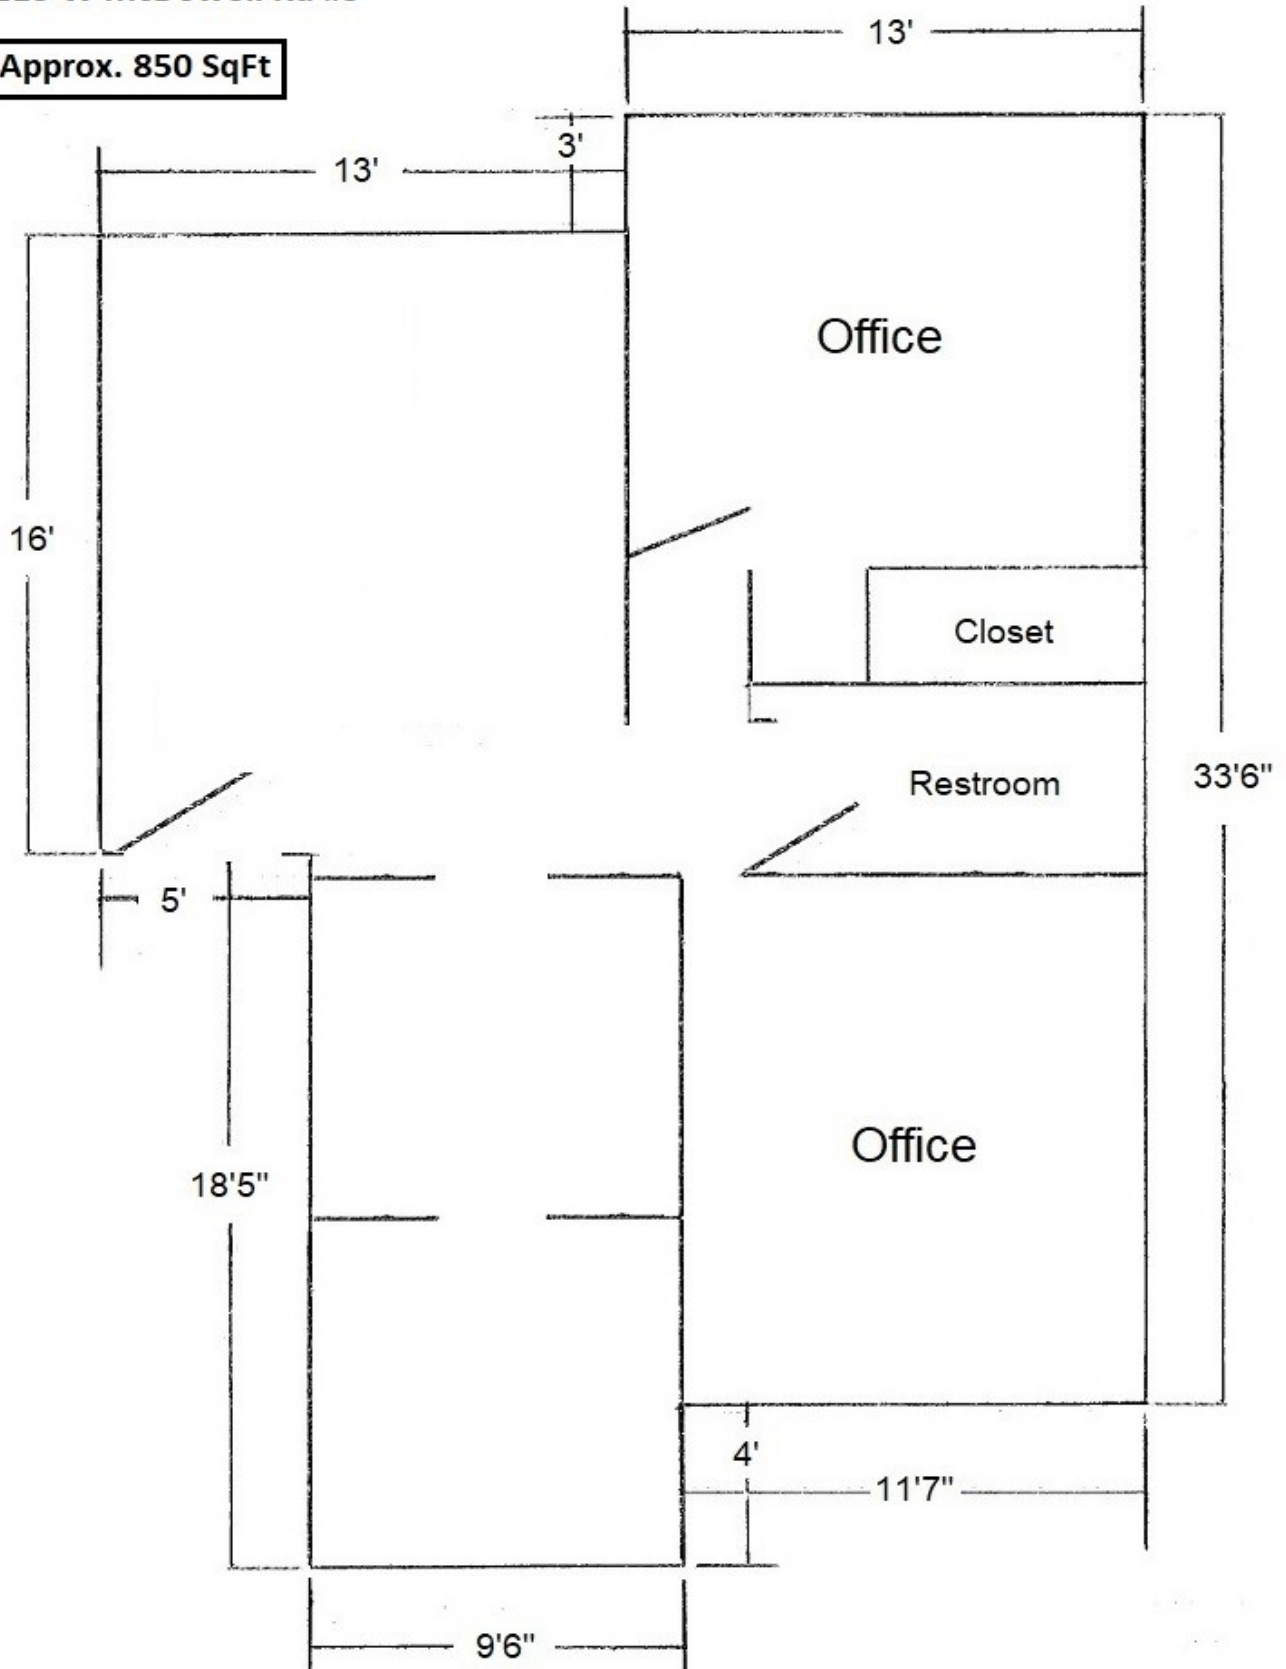 Approx. 850 SqFt
13'
3'
13'
Office
16'
Closet
Restroom
33'6"
5'
Office
18'5"
4'
11'7"
9'6"